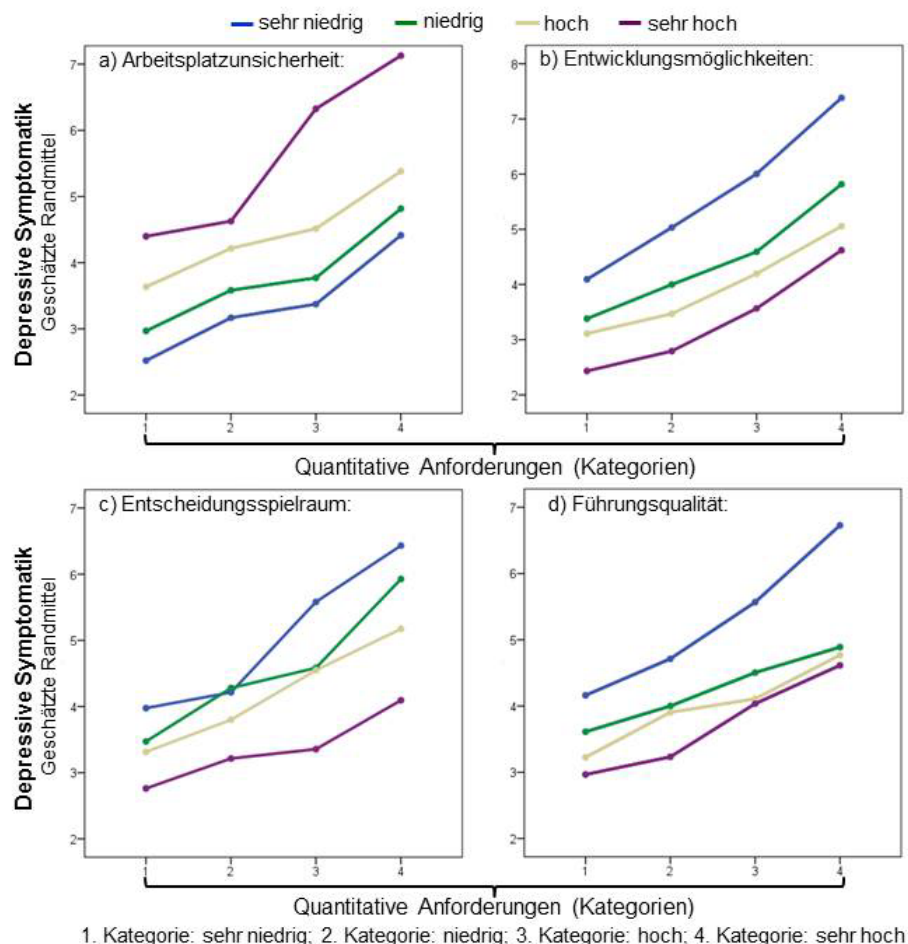 sehr niedrig niedrig hoch sehr hoch
a) Arbeitsplatzunsicherheit:
b) Entwicklungsmöglichkeiten:
Depressive Symptomatik
Geschätzte Randmittel
7
6
5
4
3
2
8
7
6
5
4
3
2
1 2 3 4
1 2 3 4
Quantitative Anforderungen (Kategorien)
c) Entscheidungsspielraum:
d) Führungsqualität:
Depressive Symptomatik
Geschätzte Randmittel
7
6
5
4
3
2
7
6
5
4
3
2
1 2 3 4
1 2 3 4
Quantitative Anforderungen (Kategorien)
1. Kategorie: sehr niedrig; 2. Kategorie: niedrig; 3. Kategorie: hoch; 4. Kategorie: sehr hoch